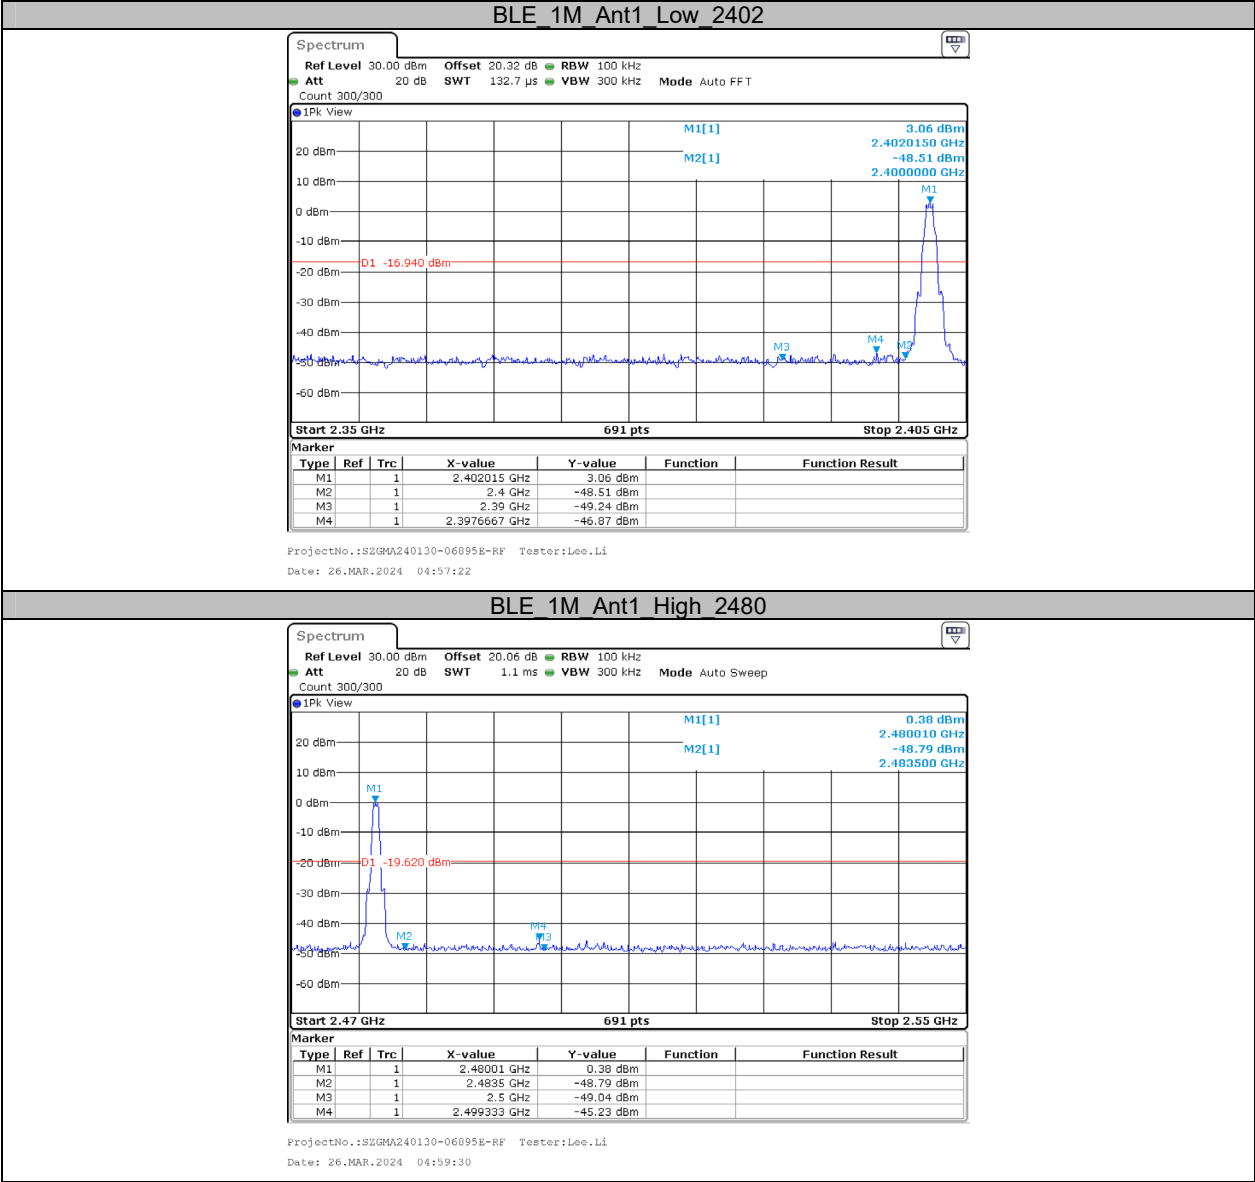 BLE_1M_Ant1_Low_2402
Spectrum
Ref Level 30.00 dBm Offset 20.32 dB RBW 100 kHz
Att 20 dB SWT 132.7 µs VBW 300 kHz Mode Auto FFT
Count 300/300
1Pk View
M1[1] 3.06 dBm
2.4020150 GHz
20 dBm
M2[1] -48.51 dBm
2.4000000 GHz
10 dBm
M1
0 dBm
-10 dBm
D1 -16.940 dBm
-20 dBm
-30 dBm
-40 dBm
M3 M4 M2
-50 dBm
-60 dBm
Start 2.35 GHz 691 pts Stop 2.405 GHz
Marker
Type Ref Trc X-value Y-value Function Function Result
M1 1 2.402015 GHz 3.06 dBm
M2 1 2.4 GHz -48.51 dBm
M3 1 2.39 GHz -49.24 dBm
M4 1 2.3976667 GHz -46.87 dBm
ProjectNo.:SZGMA240130-06895E-RF Tester:Lee.Li
Date: 26.MAR.2024 04:57:22
BLE_1M_Ant1_High_2480
Spectrum
Ref Level 30.00 dBm Offset 20.06 dB RBW 100 kHz
Att 20 dB SWT 1.1 ms VBW 300 kHz Mode Auto Sweep
Count 300/300
1Pk View
M1[1] 0.38 dBm
2.480010 GHz
20 dBm
M2[1] -48.79 dBm
2.483500 GHz
10 dBm
M1
0 dBm
-10 dBm
-20 dBm D1 -19.620 dBm
-30 dBm
-40 dBm
M4
M2 M3
-50 dBm
-60 dBm
Start 2.47 GHz 691 pts Stop 2.55 GHz
Marker
Type Ref Trc X-value Y-value Function Function Result
M1 1 2.48001 GHz 0.38 dBm
M2 1 2.4835 GHz -48.79 dBm
M3 1 2.5 GHz -49.04 dBm
M4 1 2.499333 GHz -45.23 dBm
ProjectNo.:SZGMA240130-06895E-RF Tester:Lee.Li
Date: 26.MAR.2024 04:59:30